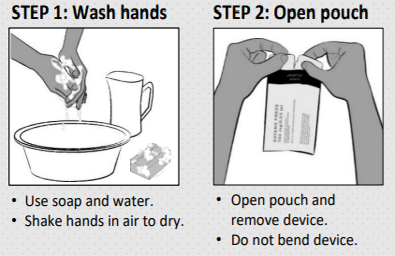 STEP 1: Wash hands
• Use soap and water.
• Shake hands in air to dry.
STEP 2: Open pouch
• Open pouch and
remove device.
• Do not bend device.